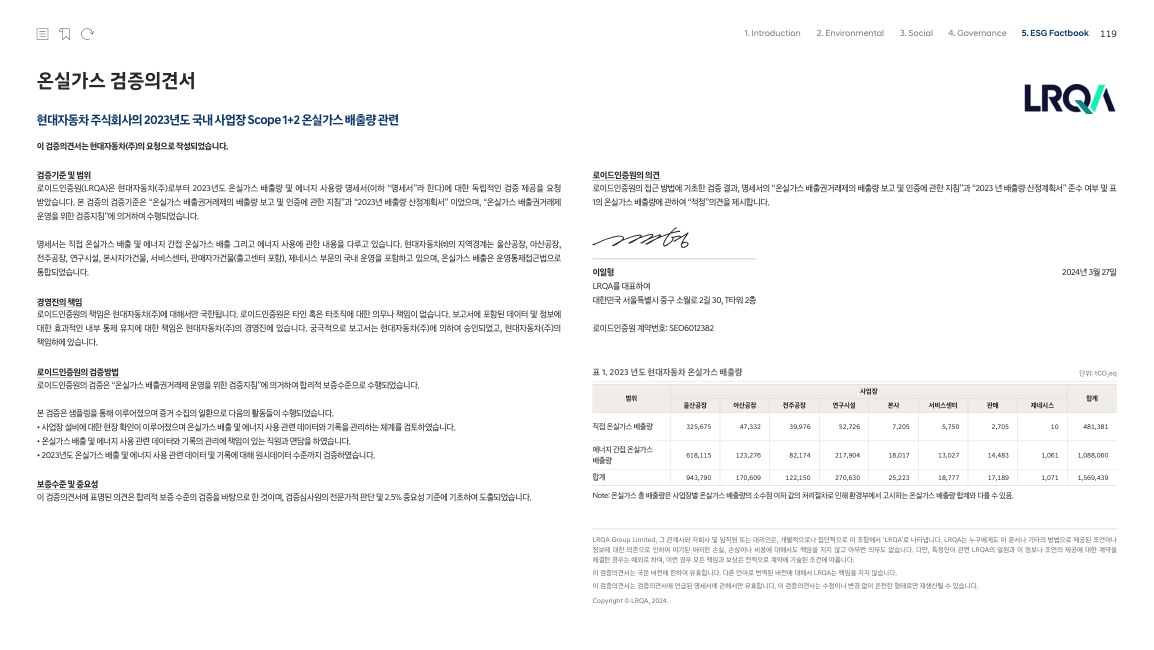 1. Introduction 2. Environmental 3. Social 4. Governance 5. ESG Factbook 119
온실가스 검증의견서
LRQA
현대자동차 주식회사의 2023년도 국내 사업장 Scope 1+2 온실가스 배출량 관련
이 검증의견서는 현대자동차(주)의 요청으로 작성되었습니다.
검증기준 및 범위
로이드인증원(LRQA)은 현대자동차(주)로부터 2023년도 온실가스 배출량 및 에너지 사용량 명세서(이하 “명세서”라 한다)에 대한 독립적인 검증 제공을 요청
받았습니다. 본 검증의 검증기준은 “온실가스 배출권거래제의 배출량 보고 및 인증에 관한 지침”과 “2023년 배출량 산정계획서” 이었으며, “온실가스 배출권거래제
운영을 위한 검증지침”에 의거하여 수행되었습니다.
명세서는 직접 온실가스 배출 및 에너지 간접 온실가스 배출 그리고 에너지 사용에 관한 내용을 다루고 있습니다. 현대자동차㈜의 지역경계는 울산공장, 아산공장,
전주공장, 연구시설, 본사자가건물, 서비스센터, 판매자가건물(출고센터 포함), 제네시스 부문의 국내 운영을 포함하고 있으며, 온실가스 배출은 운영통제접근법으로
통합되었습니다.
경영진의 책임
로이드인증원의 책임은 현대자동차(주)에 대해서만 국한됩니다. 로이드인증원은 타인 혹은 타조직에 대한 의무나 책임이 없습니다. 보고서에 포함된 데이터 및 정보에
대한 효과적인 내부 통제 유지에 대한 책임은 현대자동차(주)의 경영진에 있습니다. 궁극적으로 보고서는 현대자동차(주)에 의하여 승인되었고, 현대자동차(주)의
책임하에 있습니다.
로이드인증원의 검증방법
로이드인증원의 검증은 “온실가스 배출권거래제 운영을 위한 검증지침”에 의거하여 합리적 보증수준으로 수행되었습니다.
본 검증은 샘플링을 통해 이루어졌으며 증거 수집의 일환으로 다음의 활동들이 수행되었습니다.
• 사업장 설비에 대한 현장 확인이 이루어졌으며 온실가스 배출 및 에너지 사용 관련 데이터와 기록을 관리하는 체계를 검토하였습니다.
• 온실가스 배출 및 에너지 사용 관련 데이터와 기록의 관리에 책임이 있는 직원과 면담을 하였습니다.
• 2023년도 온실가스 배출 및 에너지 사용 관련 데이터 및 기록에 대해 원시데이터 수준까지 검증하였습니다.
보증수준 및 중요성
이 검증의견서에 표명된 의견은 합리적 보증 수준의 검증을 바탕으로 한 것이며, 검증심사원의 전문가적 판단 및 2.5% 중요성 기준에 기초하여 도출되었습니다.
로이드인증원의 의견
로이드인증원의 접근 방법에 기초한 검증 결과, 명세서의 “온실가스 배출권거래제의 배출량 보고 및 인증에 관한 지침”과 “2023 년 배출량 산정계획서” 준수 여부 및 표
1의 온실가스 배출량에 관하여 “적정”의견을 제시합니다.
이일형 2024년 3월 27일
LRQA를 대표하여
대한민국 서울특별시 중구 소월로 2길 30, T타워 2층
로이드인증원 계약번호: SEO6012382
표 1, 2023년도 현대자동차 온실가스 배출량 단위: tCO₂eq
범위 사업장 합계
울산공장 아산공장 전주공장 연구시설 본사 서비스센터 판매 제네시스
직접 온실가스 배출량 325,675 47,332 39,976 52,726 7,205 5,750 2,705 10 481,381
에너지 간접 온실가스
배출량 618,115 123,276 82,174 217,904 18,017 13,027 14,483 1,061 1,088,060
합계 943,790 170,609 122,150 270,630 25,223 18,777 17,189 1,071 1,569,439
Note: 온실가스 총 배출량은 사업장별 온실가스 배출량의 소수점 이하 값의 처리절차로 인해 환경부에서 고시하는 온실가스 배출량 합계와 다를 수 있음.
LRQA Group Limited, 그 관계사와 자회사 및 임직원 또는 대리인은, 개별적으로나 집단적으로 이 조항에서 ‘LRQA’로 나타냅니다. LRQA는 누구에게도 이 문서나 기타의 방법으로 제공된 조언이나
정보에 대한 의존으로 인하여 야기된 어떠한 손실, 손상이나 비용에 대해서도 책임을 지지 않고 아무런 의무도 없습니다. 다만, 특정인이 관련 LRQA의 일원과 이 정보나 조언의 제공에 대한 계약을
체결한 경우는 예외로 하며, 이런 경우 모든 책임과 보상은 전적으로 계약에 기술된 조건에 따릅니다.
이 검증의견서는 국문 버전에 한하여 유효합니다. 다른 언어로 번역된 버전에 대해서 LRQA는 책임을 지지 않습니다.
이 검증의견서는 검증의견서에 언급된 명세서에 관해서만 유효합니다. 이 검증의견서는 수정이나 변경 없이 온전한 형태로만 재생산될 수 있습니다.
Copyright © LRQA, 2024.